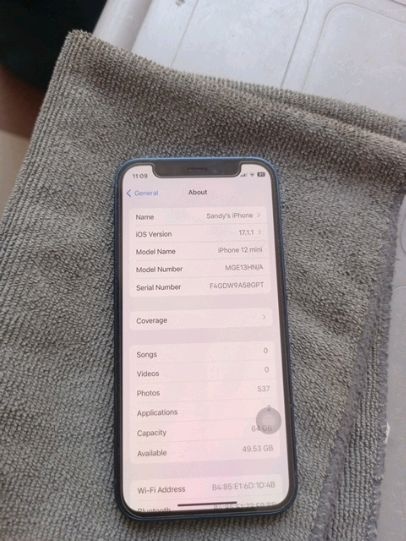 11:09
General About
Name Sandy's iPhone
iOS Version 17.1.1
Model Name iPhone 12 mini
Model Number MGE13HN/A
Serial Number F4GDW9A58GPT
Coverage
Songs 0
Videos 0
Photos 537
Applications
Capacity 64 GB
Available 49.53 GB
Wi-Fi Address B4:85:E1:6D:1D:4B
Bluetooth